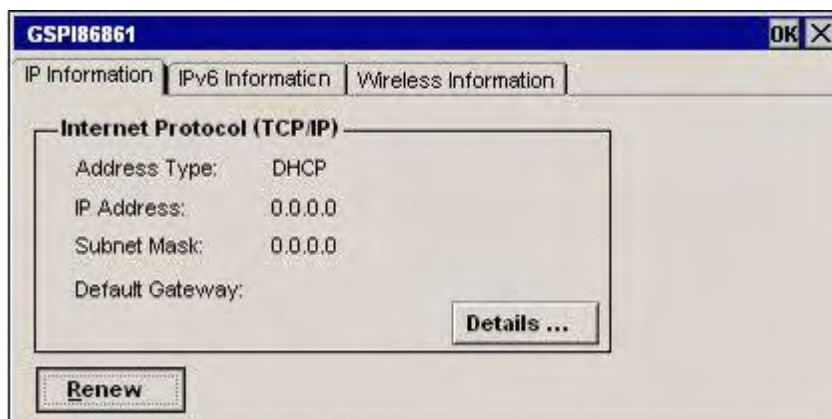 GSPI86861 OK
IP Information IPv6 Information Wireless Information
Internet Protocol (TCP/IP)
Address Type: DHCP
IP Address: 0.0.0.0
Subnet Mask: 0.0.0.0
Default Gateway:
Details ...
Renew